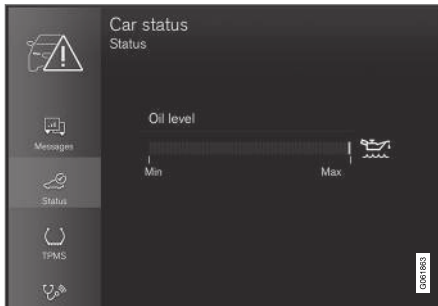 Car status
Status
Messages
Status
TPMS
Oil level
Min Max
G061863